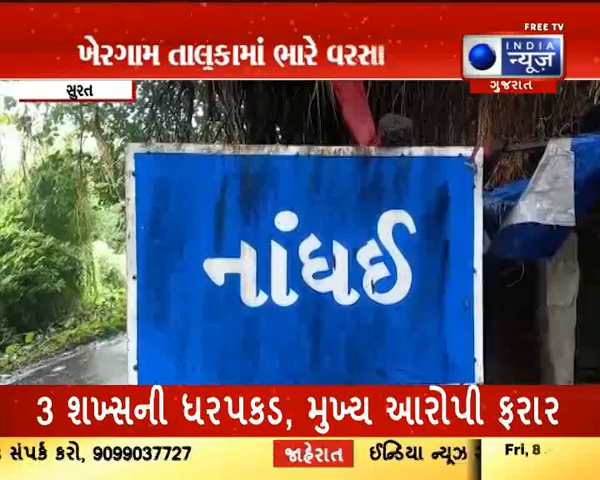 FREE TV
ખેરગામ તાલુકામાં ભારે વરસા
INDIA
ન્યૂઝ
ગુજરાત
સુરત
નાંધઈ
3 શખ્સની ધરપકડ, મુખ્ય આરોપી ફરાર
સંપર્ક કરો, 9099037727
જાહેરાત
ઈન્ડિયા ન્યૂઝ
Fri, 8